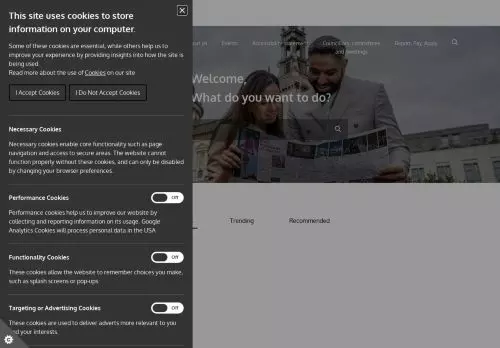 This site uses cookies to store
information on your computer.
Some of these cookies are essential, while others help us to
improve your experience by providing insights into how the site is
being used.
Read more about the use of Cookies on our site
I Accept Cookies
I Do Not Accept Cookies
Necessary Cookies
Necessary cookies enable core functionality such as page
navigation and access to secure areas. The website cannot
function properly without these cookies, and can only be disabled
by changing your browser preferences.
Performance Cookies
Off
Performance cookies help us to improve our website by
collecting and reporting information on its usage. Google
Analytics Cookies will process personal data in the USA
Functionality Cookies
Off
These cookies allow the website to remember choices you make,
such as splash screens or pop-ups
Targeting or Advertising Cookies
Off
These cookies are used to deliver adverts more relevant to you
and your interests.
us
Events
Accessibility statement
Councillors, committees
and meetings
Report, Pay, Apply
Welcome,
What do you want to do?
Trending
Recommended